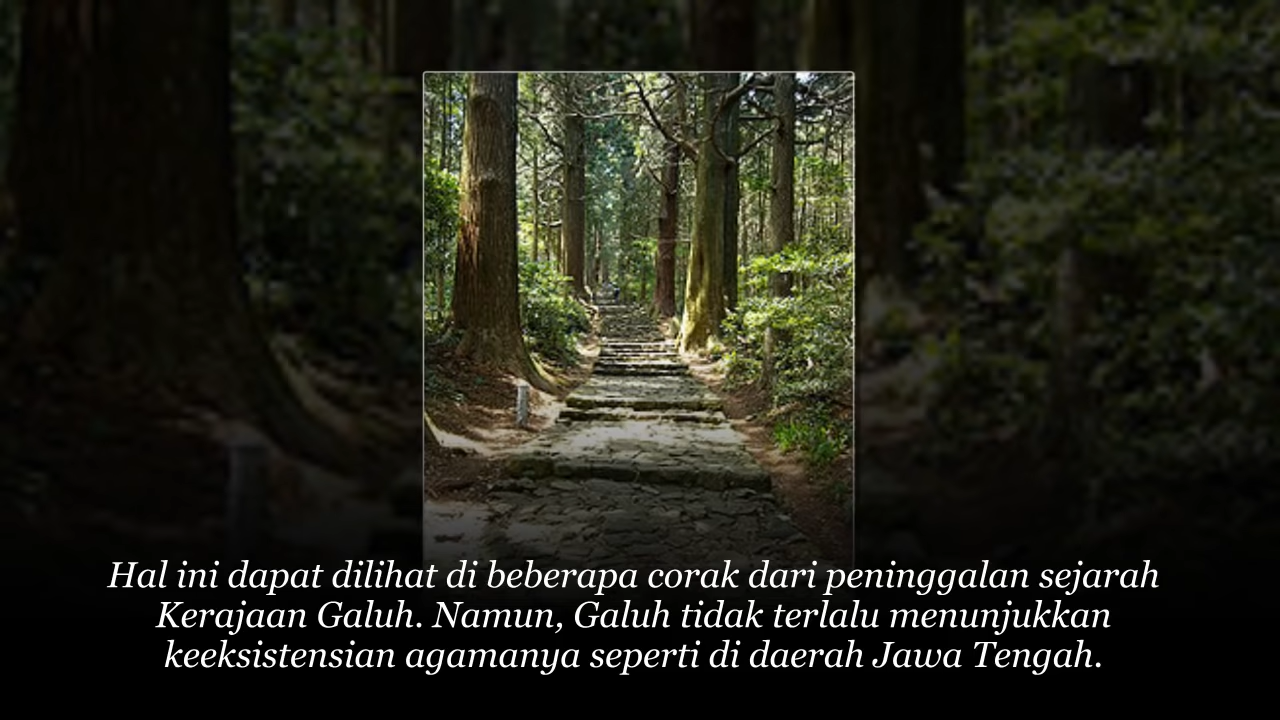 Hal ini dapat dilihat di beberapa corak dari peninggalan sejarah
Kerajaan Galuh. Namun, Galuh tidak terlalu menunjukkan
keeksistensian agamanya seperti di daerah Jawa Tengah.